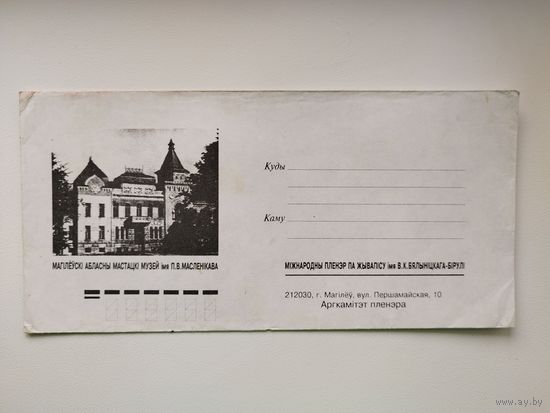 Куды
Каму
МАГІЛЁЎСКІ АБЛАСНЫ МАСТАЦКІ МУЗЕЙ імя П.В.МАСЛЕНІКАВА
МІЖНАРОДНЫ ПЛЕНЭР ПА ЖЫВАПІСУ імя В.К.БЯЛЫНІЦКАГА-БІРУЛІ
212030, г. Магілёў, вул. Першамайская, 10
Аргкамітэт пленэра
www.ay.by